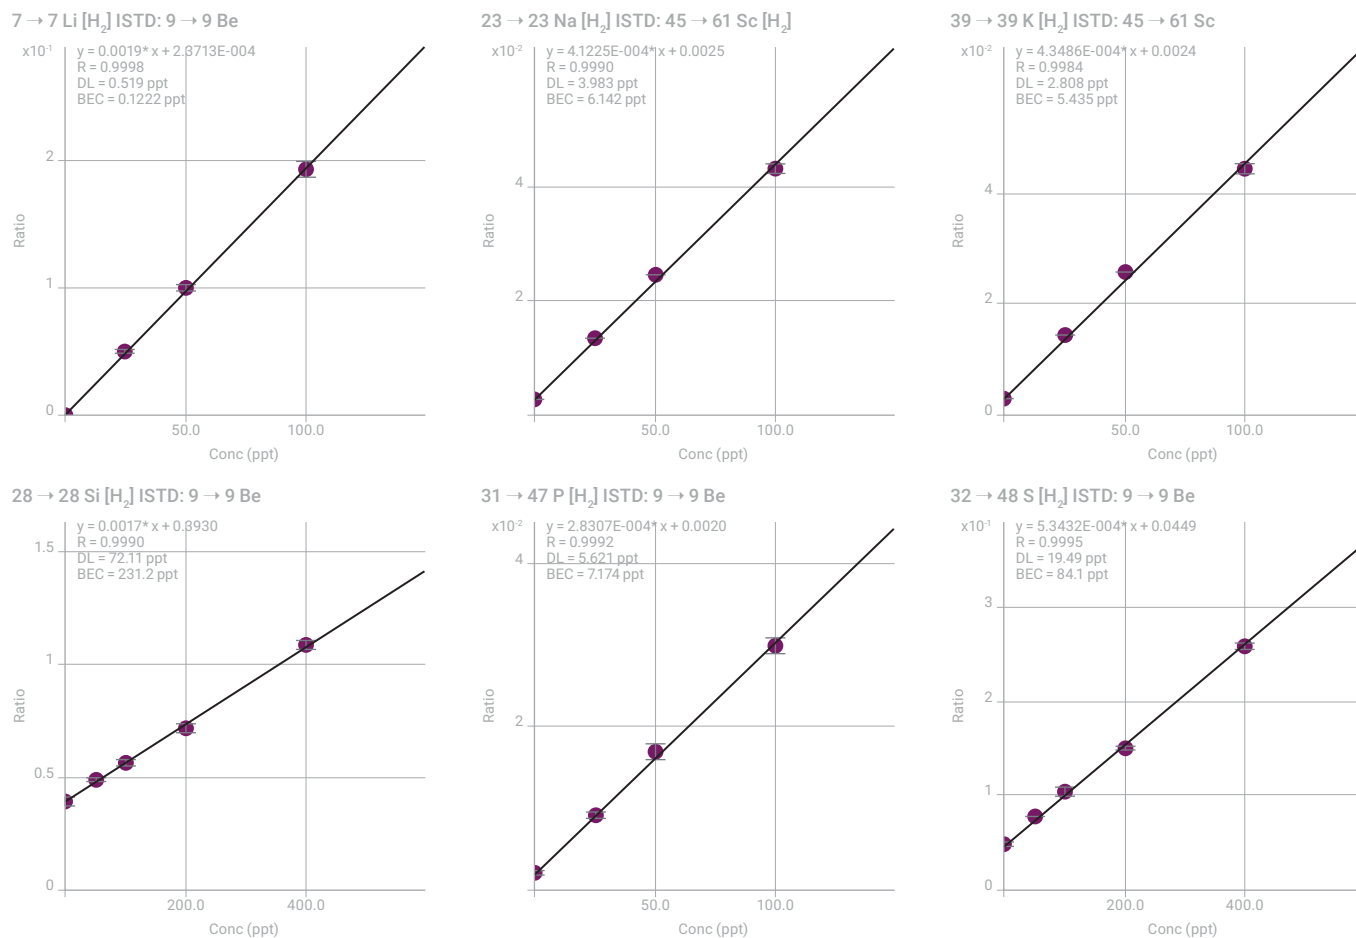 7 → 7 Li [H₂] ISTD: 9 → 9 Be
x10⁻¹
y = 0.0019* x + 2.3713E-004
R = 0.9998
DL = 0.519 ppt
BEC = 0.1222 ppt
2
1
0
Ratio
50.0
100.0
Conc (ppt)
23 → 23 Na [H₂] ISTD: 45 → 61 Sc [H₂]
x10⁻²
y = 4.1225E-004* x + 0.0025
R = 0.9990
DL = 3.983 ppt
BEC = 6.142 ppt
4
2
Ratio
50.0
100.0
Conc (ppt)
39 → 39 K [H₂] ISTD: 45 → 61 Sc
x10⁻²
y = 4.3486E-004* x + 0.0024
R = 0.9984
DL = 2.808 ppt
BEC = 5.435 ppt
4
2
0
Ratio
50.0
100.0
Conc (ppt)
28 → 28 Si [H₂] ISTD: 9 → 9 Be
y = 0.0017* x + 0.3930
R = 0.9990
DL = 72.11 ppt
BEC = 231.2 ppt
1.5
1
0.5
0
Ratio
200.0
400.0
Conc (ppt)
31 → 47 P [H₂] ISTD: 9 → 9 Be
x10⁻²
y = 2.8307E-004* x + 0.0020
R = 0.9992
DL = 5.621 ppt
BEC = 7.174 ppt
4
2
Ratio
50.0
100.0
Conc (ppt)
32 → 48 S [H₂] ISTD: 9 → 9 Be
x10⁻¹
y = 5.3432E-004* x + 0.0449
R = 0.9995
DL = 19.49 ppt
BEC = 84.1 ppt
3
2
1
0
Ratio
200.0
400.0
Conc (ppt)